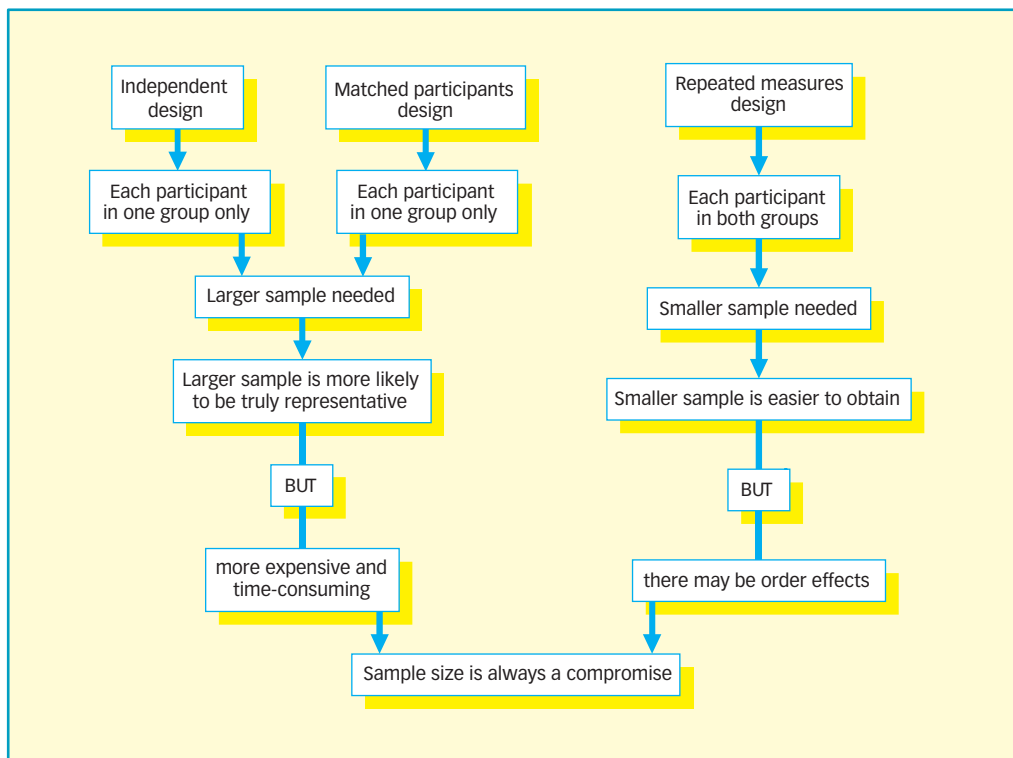 Independent
design
Matched participants
design
Repeated measures
design
Each participant
in one group only
Each participant
in one group only
Each participant
in both groups
Larger sample needed
Smaller sample needed
Larger sample is more likely
to be truly representative
Smaller sample is easier to obtain
BUT
BUT
more expensive and
time-consuming
there may be order effects
Sample size is always a compromise